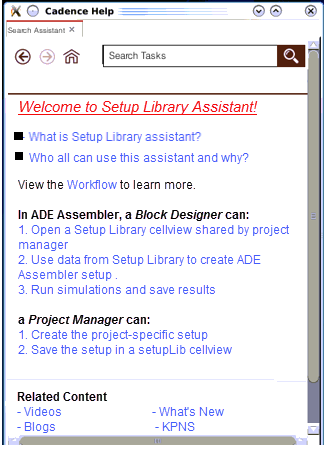 Cadence Help
Search Assistant
Search Tasks
Welcome to Setup Library Assistant!
What is Setup Library assistant?
Who all can use this assistant and why?
View the Workflow to learn more.
In ADE Assembler, a Block Designer can:
1. Open a Setup Library cellview shared by project
manager
2. Use data from Setup Library to create ADE
Assembler setup .
3. Run simulations and save results
a Project Manager can:
1. Create the project-specific setup
2. Save the setup in a setupLib cellview
Related Content
- Videos - What's New
- Blogs - KPNS